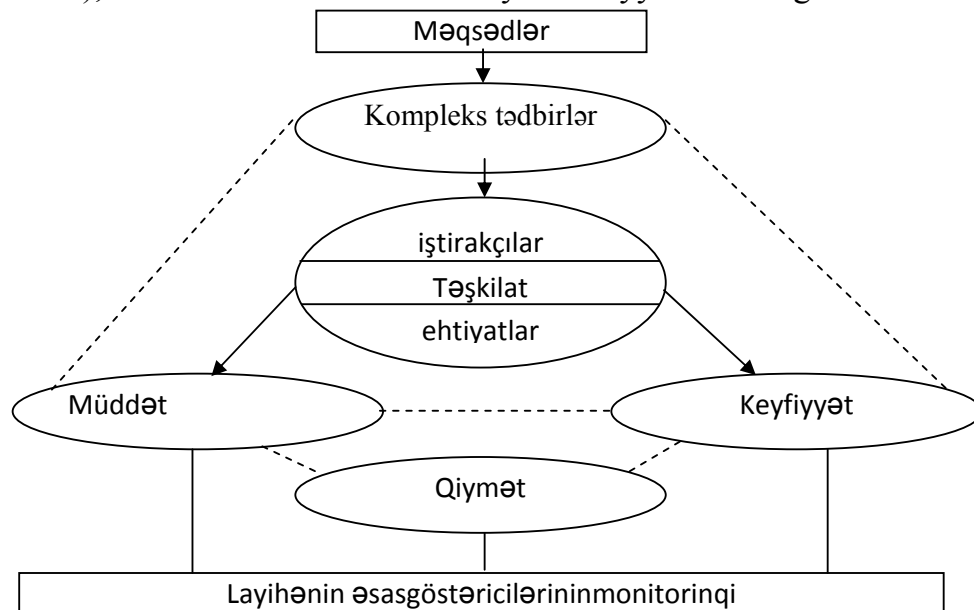 Məqsədlər
Kompleks tədbirlər
iştirakçılar
Təşkilat
ehtiyatlar
Müddət
Keyfiyyət
Qiymət
Layihənin əsasgöstəricilərininmonitorinqi